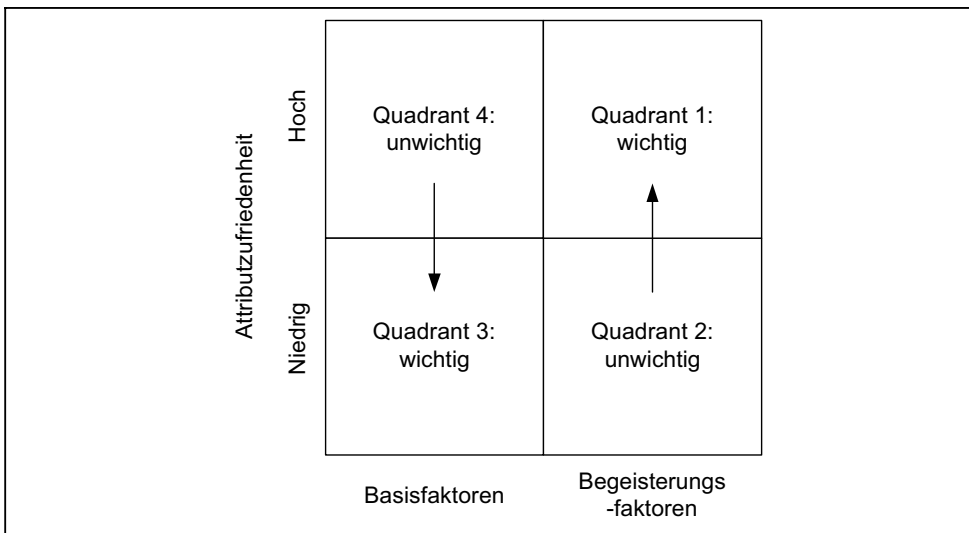 Attributzufriedenheit
Hoch
Quadrant 4:
unwichtig
Quadrant 1:
wichtig
Niedrig
Quadrant 3:
wichtig
Quadrant 2:
unwichtig
Basisfaktoren
Begeisterungs
-faktoren